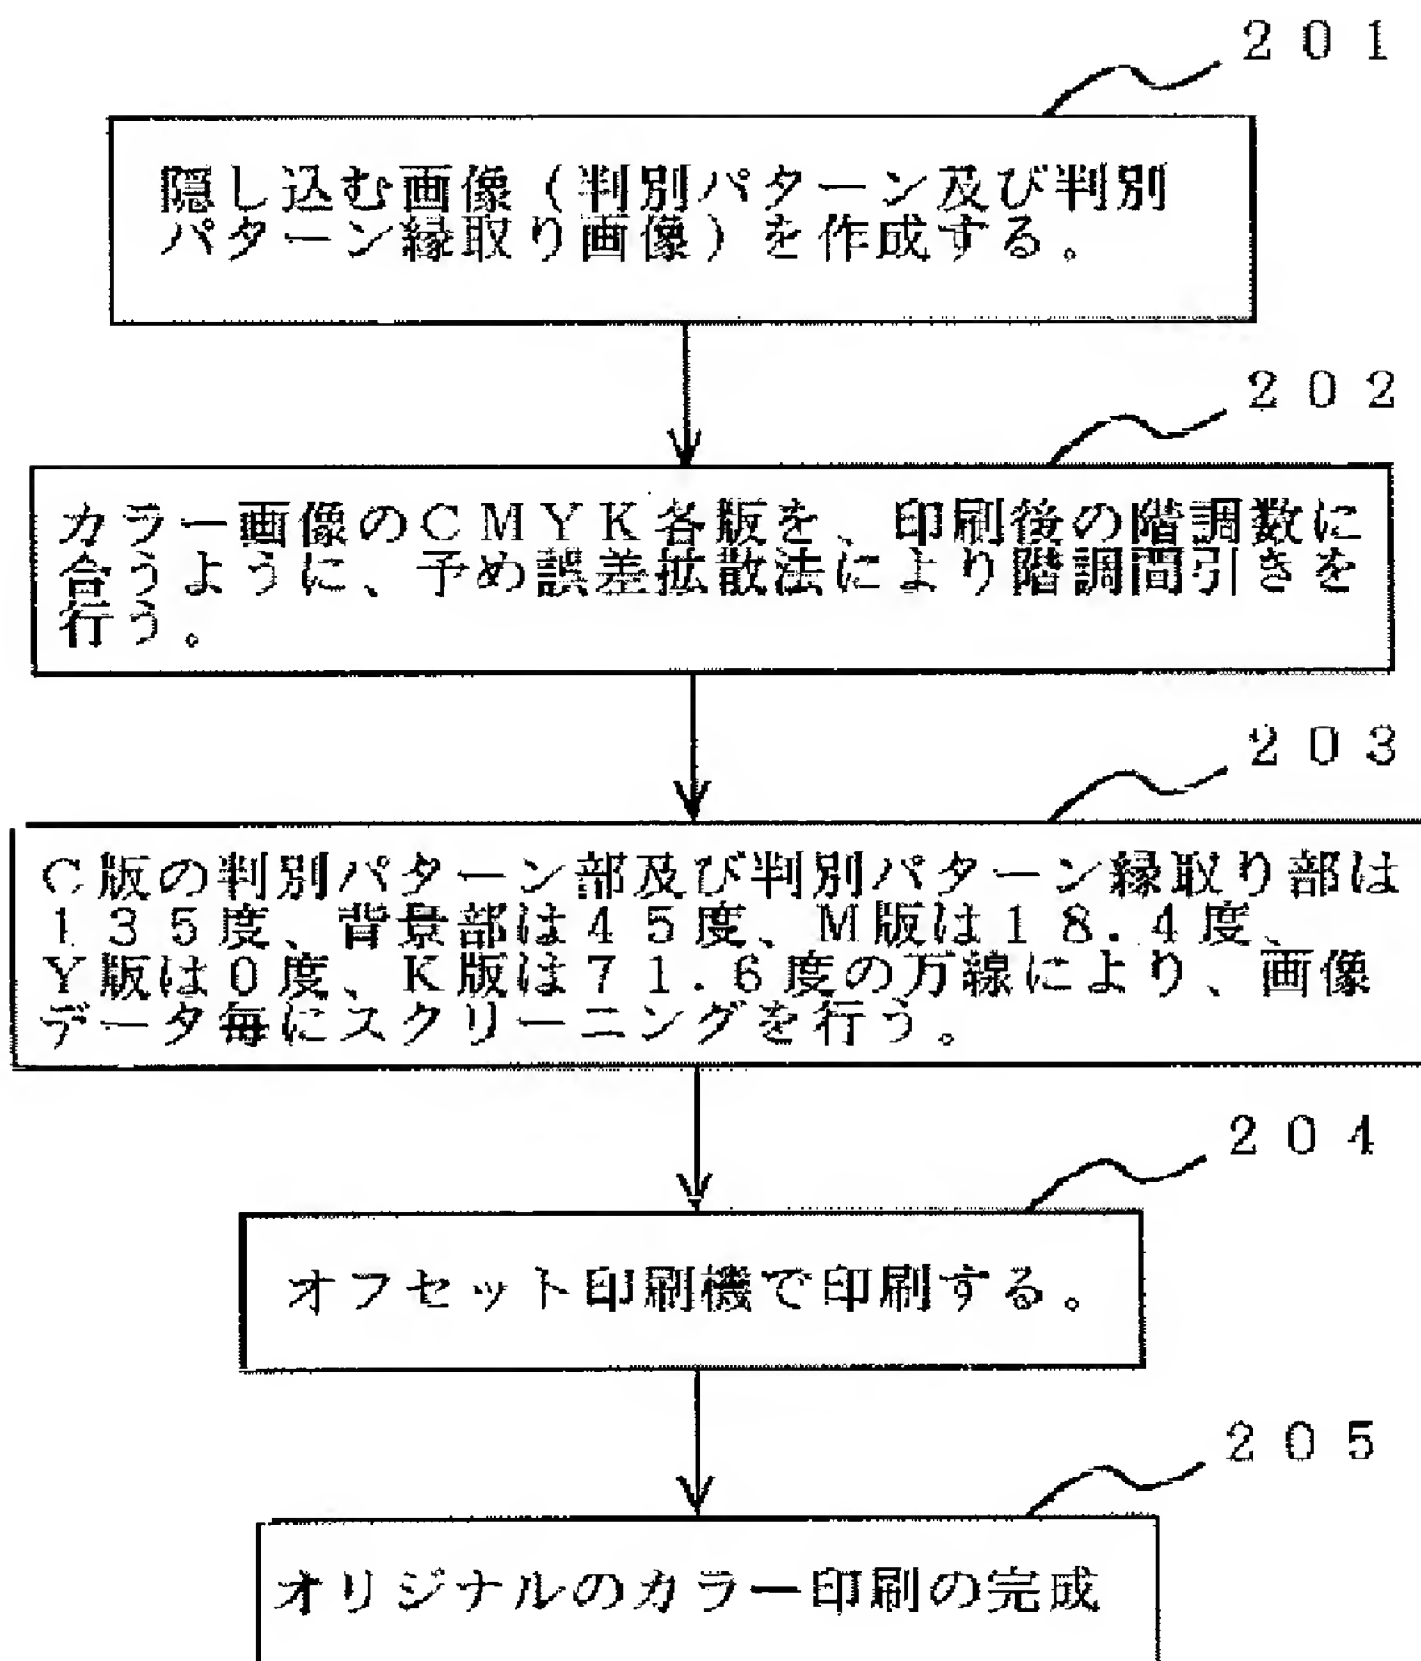 ２０１
隠し込む画像（判別パターン及び判別
パターン縁取り画像）を作成する。
２０２
カラー画像のＣＭＹＫ各版を、印刷後の階調数に
合うように、予め誤差拡散法により階調間引きを
行う。
２０３
Ｃ版の判別パターン部及び判別パターン縁取り部は
１３５度、背景部は４５度、Ｍ版は１８．４度、
Ｙ版は０度、Ｋ版は７１．６度の万線により、画像
データ毎にスクリーニングを行う。
２０４
オフセット印刷機で印刷する。
２０５
オリジナルのカラー印刷の完成